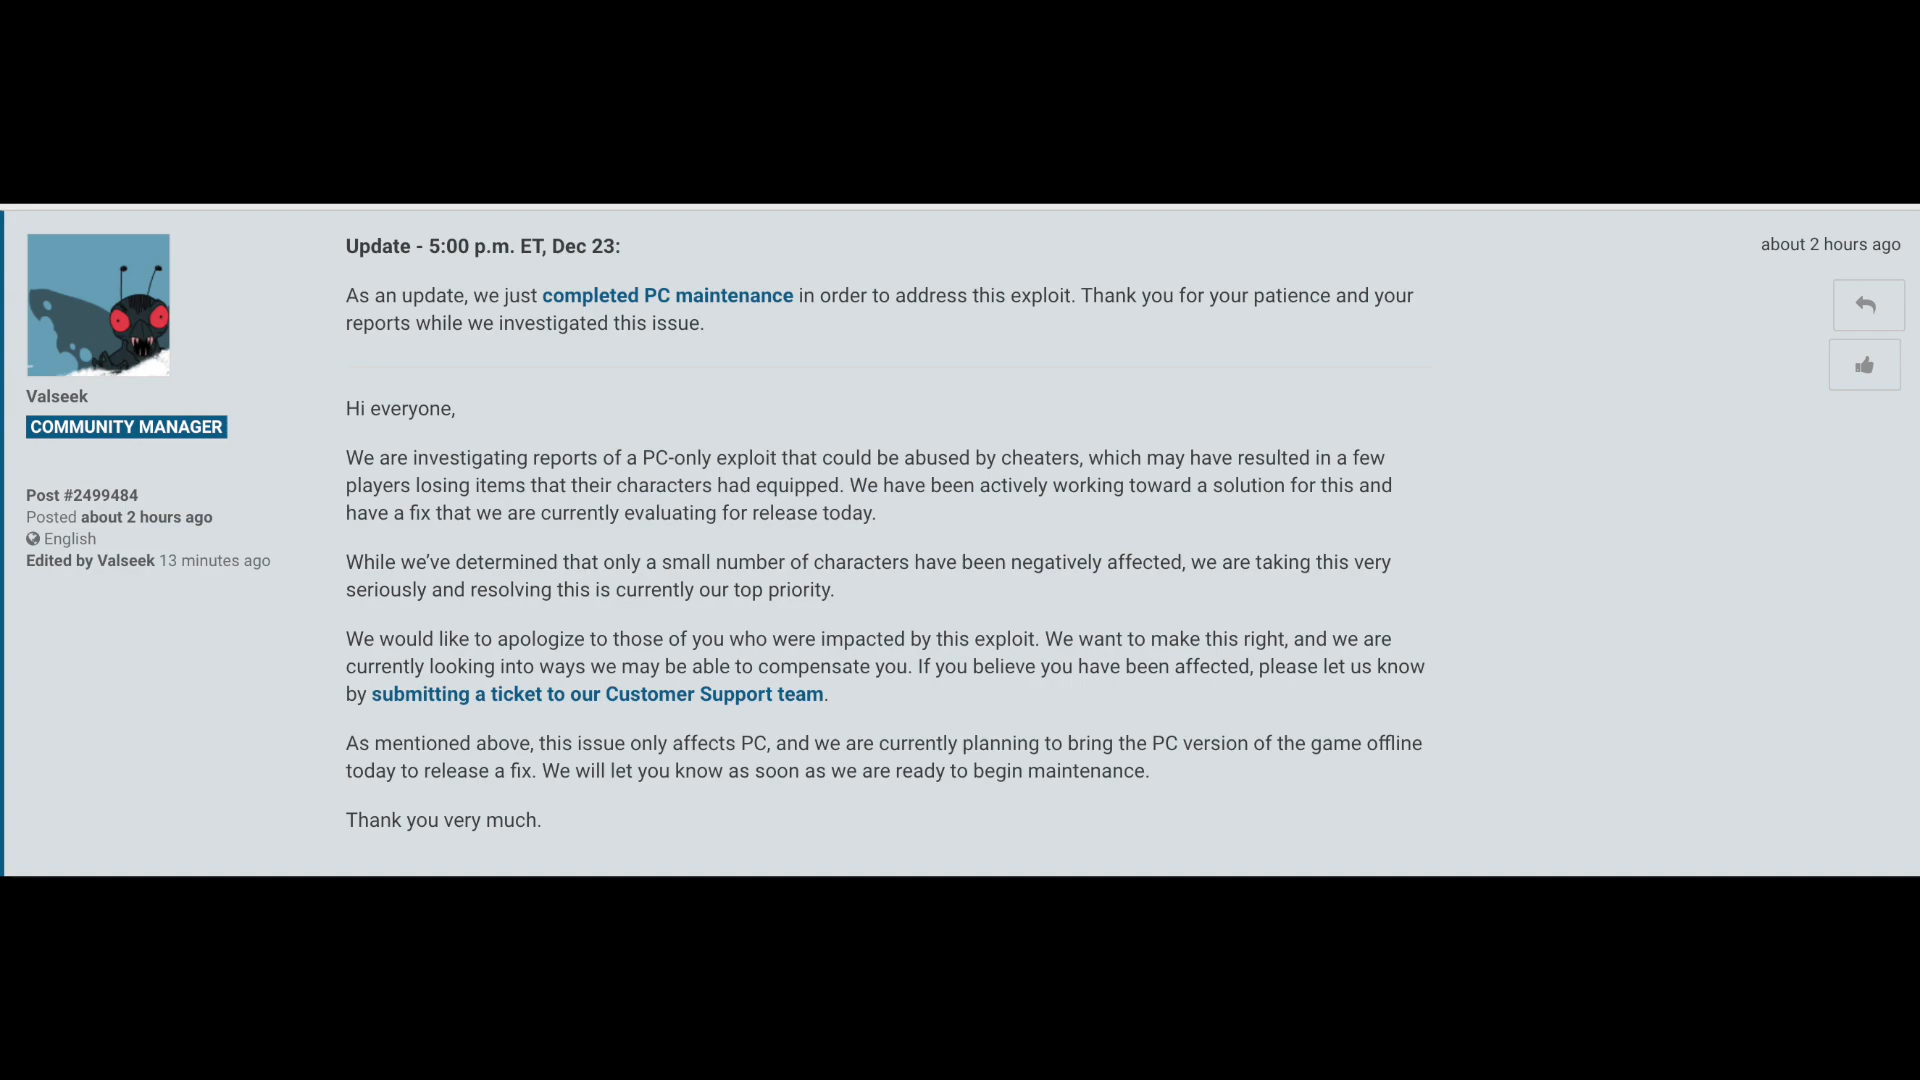 Update - 5:00 p.m. ET, Dec 23:
about 2 hours ago
As an update, we just completed PC maintenance in order to address this exploit. Thank you for your patience and your
reports while we investigated this issue.
Valseek
COMMUNITY MANAGER
Post #2499484
Posted about 2 hours ago
English
Edited by Valseek 13 minutes ago
Hi everyone,
We are investigating reports of a PC-only exploit that could be abused by cheaters, which may have resulted in a few
players losing items that their characters had equipped. We have been actively working toward a solution for this and
have a fix that we are currently evaluating for release today.
While we’ve determined that only a small number of characters have been negatively affected, we are taking this very
seriously and resolving this is currently our top priority.
We would like to apologize to those of you who were impacted by this exploit. We want to make this right, and we are
currently looking into ways we may be able to compensate you. If you believe you have been affected, please let us know
by submitting a ticket to our Customer Support team.
As mentioned above, this issue only affects PC, and we are currently planning to bring the PC version of the game offline
today to release a fix. We will let you know as soon as we are ready to begin maintenance.
Thank you very much.